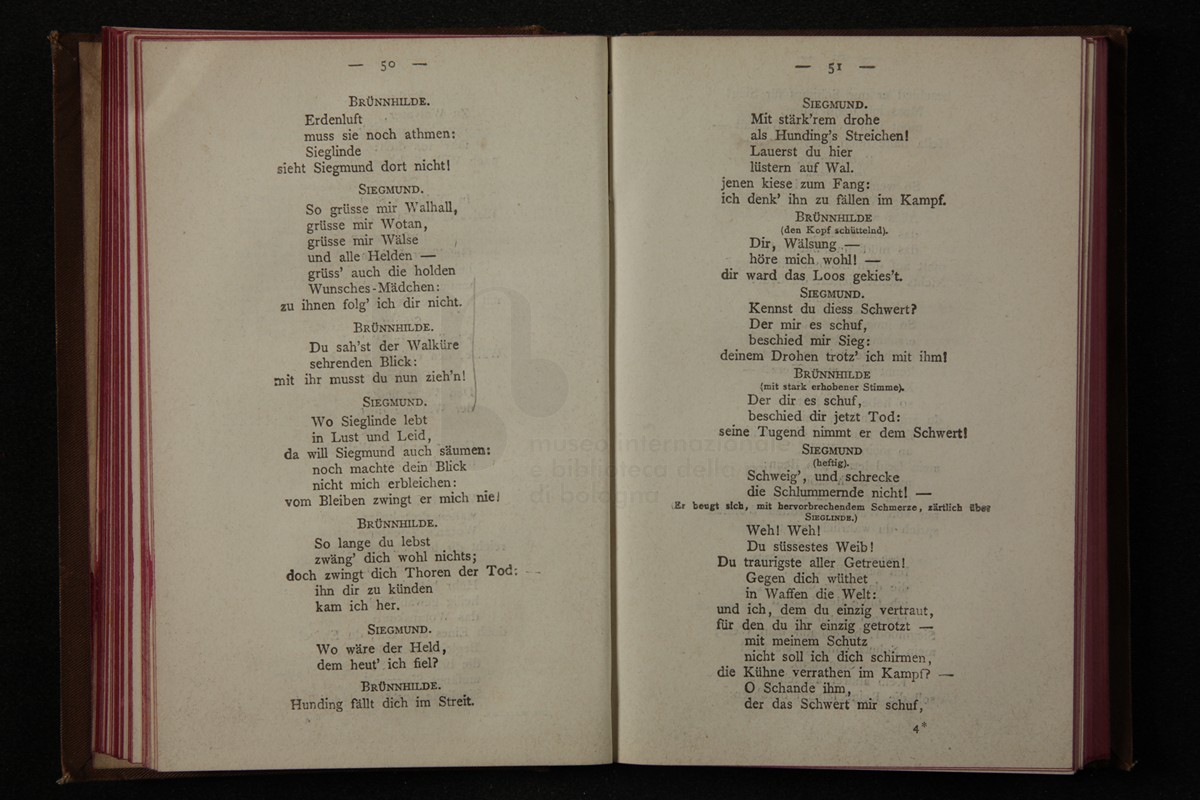 — 50 —
BRÜNNHILDE.
Erdenluft
muss sie noch athmen:
Sieglinde
sieht Siegmund dort nicht!
SIEGMUND.
So grüsse mir Walhall,
grüsse mir Wotan,
grüsse mir Wälse
und alle Helden —
grüss' auch die holden
Wunsches-Mädchen:
zu ihnen folg' ich dir nicht.
BRÜNNHILDE.
Du sah'st der Walküre
sehrenden Blick:
mit ihr musst du nun zieh'n!
SIEGMUND.
Wo Sieglinde lebt
in Lust und Leid,
da will Siegmund auch säumen:
noch machte dein Blick
nicht mich erbleichen:
vom Bleiben zwingt er mich nie!
BRÜNNHILDE.
So lange du lebst
zwäng' dich wohl nichts;
doch zwingt dich Thoren der Tod:
ihn dir zu künden
kam ich her.
SIEGMUND.
Wo wäre der Held,
dem heut' ich fiel?
BRÜNNHILDE.
Hunding fällt dich im Streit.
— 51 —
SIEGMUND.
Mit stärk'rem drohe
als Hunding's Streichen!
Lauerst du hier
lüstern auf Wal.
jenen kiese zum Fang:
ich denk' ihn zu fällen im Kampf.
BRÜNNHILDE
(den Kopf schüttelnd).
Dir, Wälsung —
höre mich wohl! —
dir ward das Loos gekies't.
SIEGMUND.
Kennst du diess Schwert?
Der mir es schuf,
beschied mir Sieg:
deinem Drohen trotz' ich mit ihm!
BRÜNNHILDE
(mit stark erhobener Stimme).
Der dir es schuf,
beschied dir jetzt Tod:
seine Tugend nimmt er dem Schwert!
SIEGMUND
(heftig).
Schweig', und schrecke
die Schlummernde nicht! —
(Er beugt sich, mit hervorbrechendem Schmerze, zärtlich über
SIEGLINDE.)
Weh! Weh!
Du süssestes Weib!
Du traurigste aller Getreuen!
Gegen dich wüthet
in Waffen die Welt:
und ich, dem du einzig vertraut,
für den du ihr einzig getrotzt —
mit meinem Schutz
nicht soll ich dich schirmen,
die Kühne verrathen im Kampf? —
O Schande ihm,
der das Schwert mir schuf,
4*
museo internazionale
e biblioteca della
di bologna